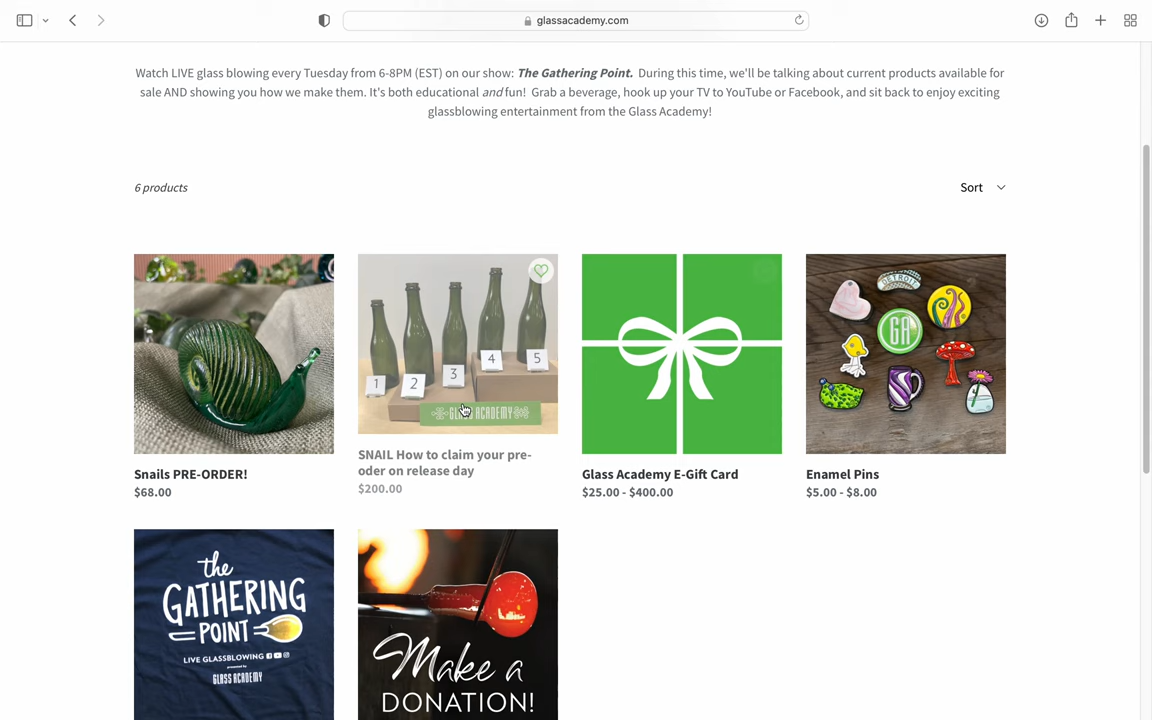 glassacademy.com
Watch LIVE glass blowing every Tuesday from 6-8PM (EST) on our show: The Gathering Point. During this time, we'll be talking about current products available for
sale AND showing you how we make them. It's both educational and fun! Grab a beverage, hook up your TV to YouTube or Facebook, and sit back to enjoy exciting
glassblowing entertainment from the Glass Academy!
6 products
Sort
1
2
3
4
5
GLASS ACADEMY
DETROIT
GA
Snails PRE-ORDER!
$68.00
SNAIL How to claim your pre-
oder on release day
$200.00
Glass Academy E-Gift Card
$25.00 - $400.00
Enamel Pins
$5.00 - $8.00
the
GATHERING
POINT
LIVE GLASSBLOWING
GLASS ACADEMY
Make a
DONATION!